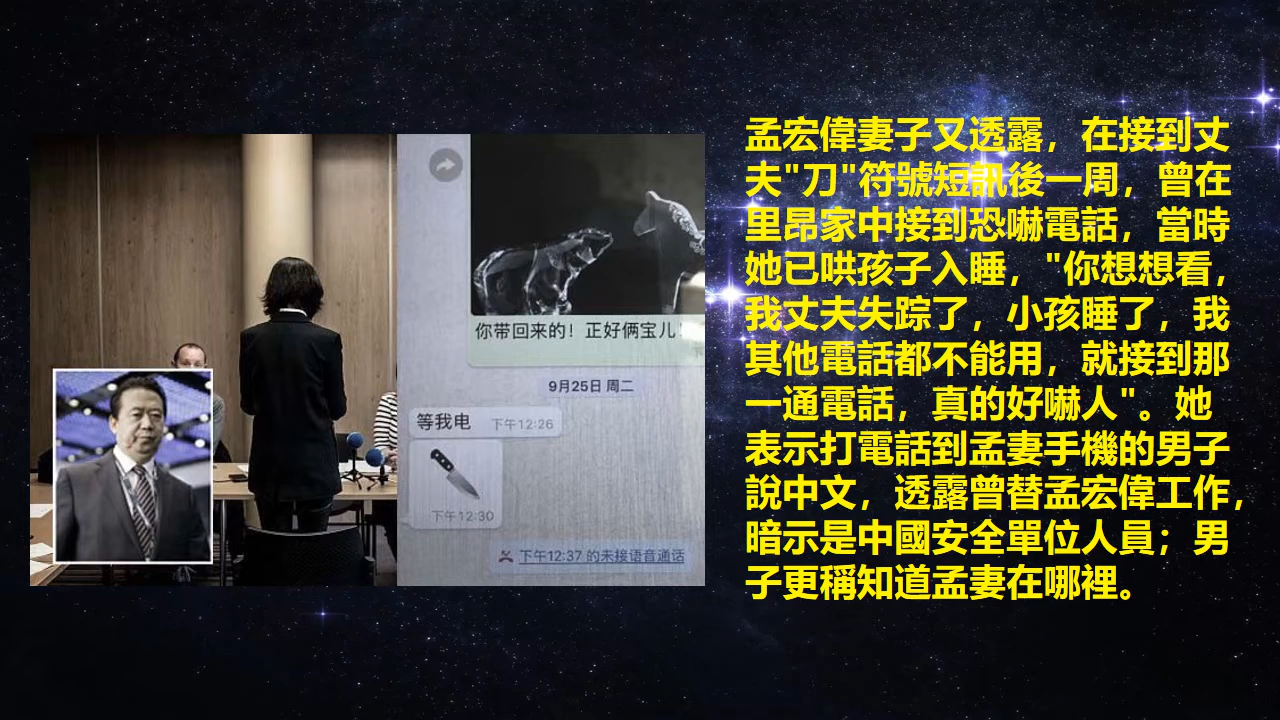 你带回来的！正好俩宝儿
9月25日 周二
等我电 下午12:26
下午12:30
下午12:37 的未接语音通话
孟宏偉妻子又透露，在接到丈
夫"刀"符號短訊後一周，曾在
里昂家中接到恐嚇電話，當時
她已哄孩子入睡，"你想想看，
我丈夫失踪了，小孩睡了，我
其他電話都不能用，就接到那
一通電話，真的好嚇人"。她
表示打電話到孟妻手機的男子
說中文，透露曾替孟宏偉工作，
暗示是中國安全單位人員；男
子更稱知道孟妻在哪裡。